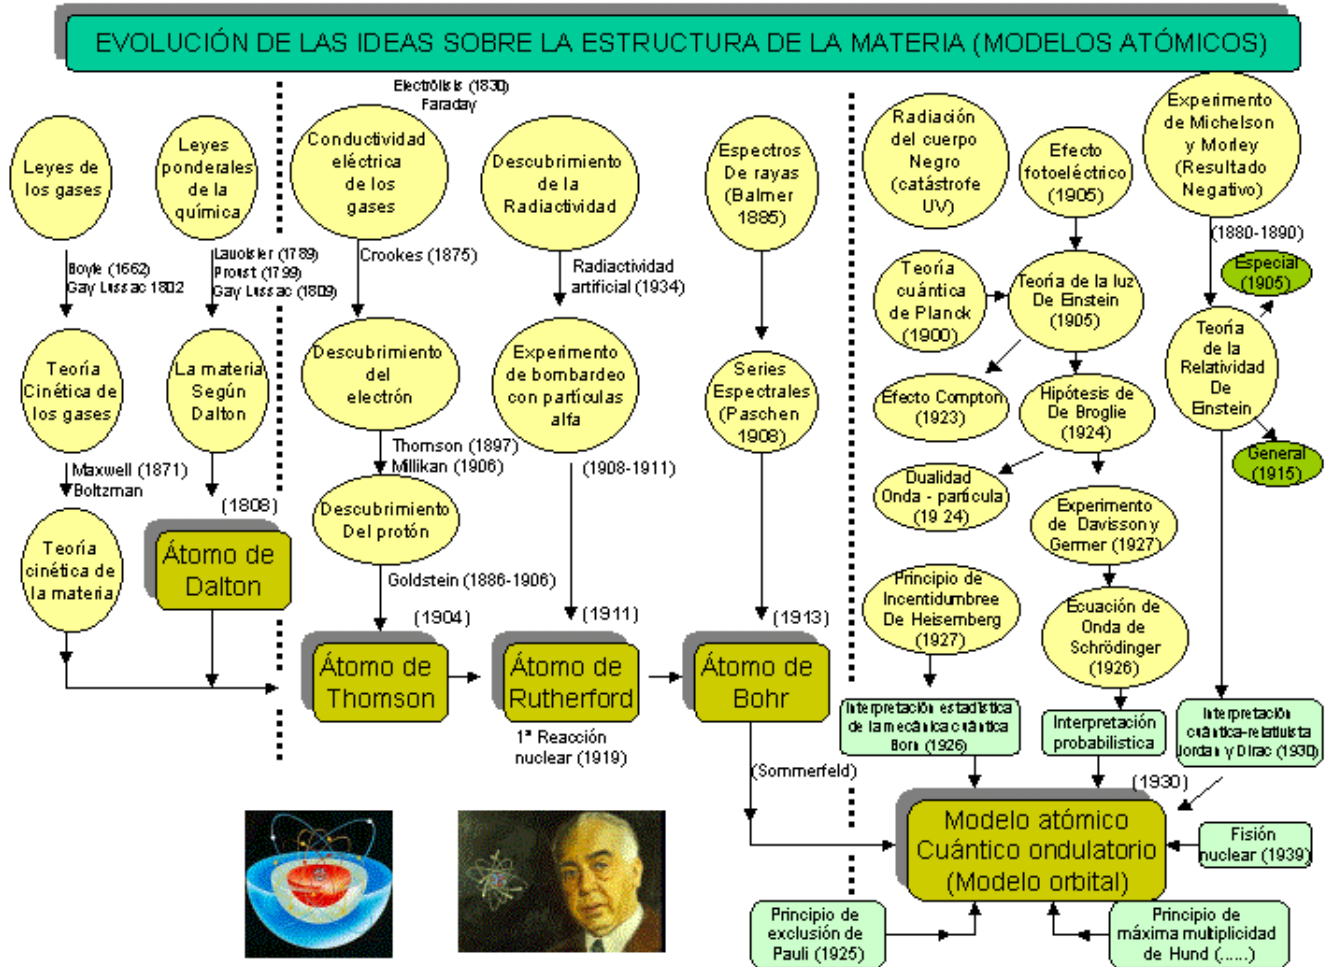 EVOLUCIÓN DE LAS IDEAS SOBRE LA ESTRUCTURA DE LA MATERIA (MODELOS ATÓMICOS)
Leyes de
los gases
Boyle (1662)
Gay Lussac 1802
Teoría
Cinética de
los gases
Maxwell (1871)
Boltzman
Teoría
cinética de
la materia
Leyes
ponderales
de la
química
Lavoisier (1789)
Proust (1799)
Gay Lussac (1809)
La materia
Según
Dalton
(1808)
Átomo de
Dalton
Electrólisis (1830)
Faraday
Conductividad
eléctrica
de los
gases
Crookes (1875)
Descubrimiento
del
electrón
Thomson (1897)
Millikan (1906)
Descubrimiento
Del protón
Goldstein (1886-1906)
(1904)
Átomo de
Thomson
Descubrimiento
de la
Radiactividad
Radiactividad
artificial (1934)
Experimento
de bombardeo
con partículas
alfa
(1908-1911)
(1911)
Átomo de
Rutherford
1ª Reacción
nuclear (1919)
Espectros
De rayas
(Balmer
1885)
Series
Espectrales
(Paschen
1908)
(1913)
Átomo de
Bohr
(Sommerfeld)
Radiación
del cuerpo
Negro
(catástrofe
UV)
Teoría
cuántica
de Planck
(1900)
Efecto
fotoeléctrico
(1905)
Teoría de la luz
De Einstein
(1905)
Efecto Compton
(1923)
Hipótesis de
De Broglie
(1924)
Dualidad
Onda - partícula
(19 24)
Experimento
de Davisson y
Germer (1927)
Principio de
Incentidumbree
De Heisemberg
(1927)
Ecuación de
Onda de
Schrödinger
(1926)
Experimento
de Michelson
y Morley
(Resultado
Negativo)
(1880-1890)
Especial
(1905)
Teoría
de la
Relatividad
De
Einstein
General
(1915)
Interpretación estadística
de la mecánica cuántica
Born (1926)
Interpretación
probabilistica
Interpretación
cuántica-relativista
Jordan y Dirac (1930)
(1930)
Modelo atómico
Cuántico ondulatorio
(Modelo orbital)
Fisión
nuclear (1939)
Principio de
exclusión de
Pauli (1925)
Principio de
máxima multiplicidad
de Hund (......)